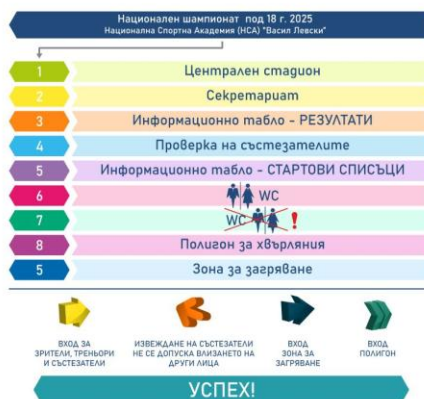 Национален шампионат под 18 г. 2025
Национална Спортна Академия (НСА) "Васил Левски"
1 Централен стадион
2 Секретариат
3 Информационно табло - РЕЗУЛТАТИ
4 Проверка на състезателите
5 Информационно табло - СТАРТОВИ СПИСЪЦИ
6 WC
7 WC !
8 Полигон за хвърляния
5 Зона за загряване
ВХОД ЗА
ЗРИТЕЛИ, ТРЕНЬОРИ
И СЪСТЕЗАТЕЛИ
ИЗВЕЖДАНЕ НА СЪСТЕЗАТЕЛИ
НЕ СЕ ДОПУСКА ВЛИЗАНЕТО НА
ДРУГИ ЛИЦА
ВХОД
ЗОНА ЗА
ЗАГРЯВАНЕ
ВХОД
ПОЛИГОН
УСПЕХ!